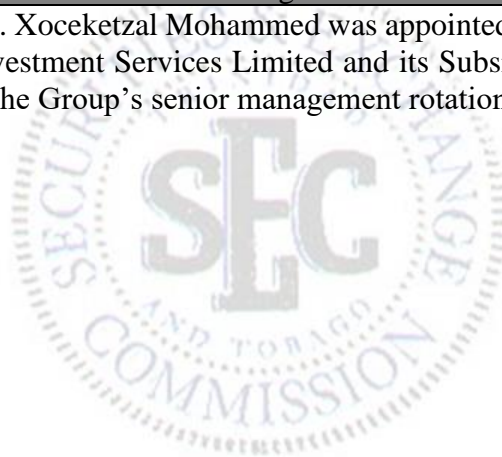 . Xoceketzal Mohammed was appointed
vestment Services Limited and its Subs
he Group's senior management rotation
SECURITIES & EXCHANGE
SEC
AND TOBAGO
COMMISSION